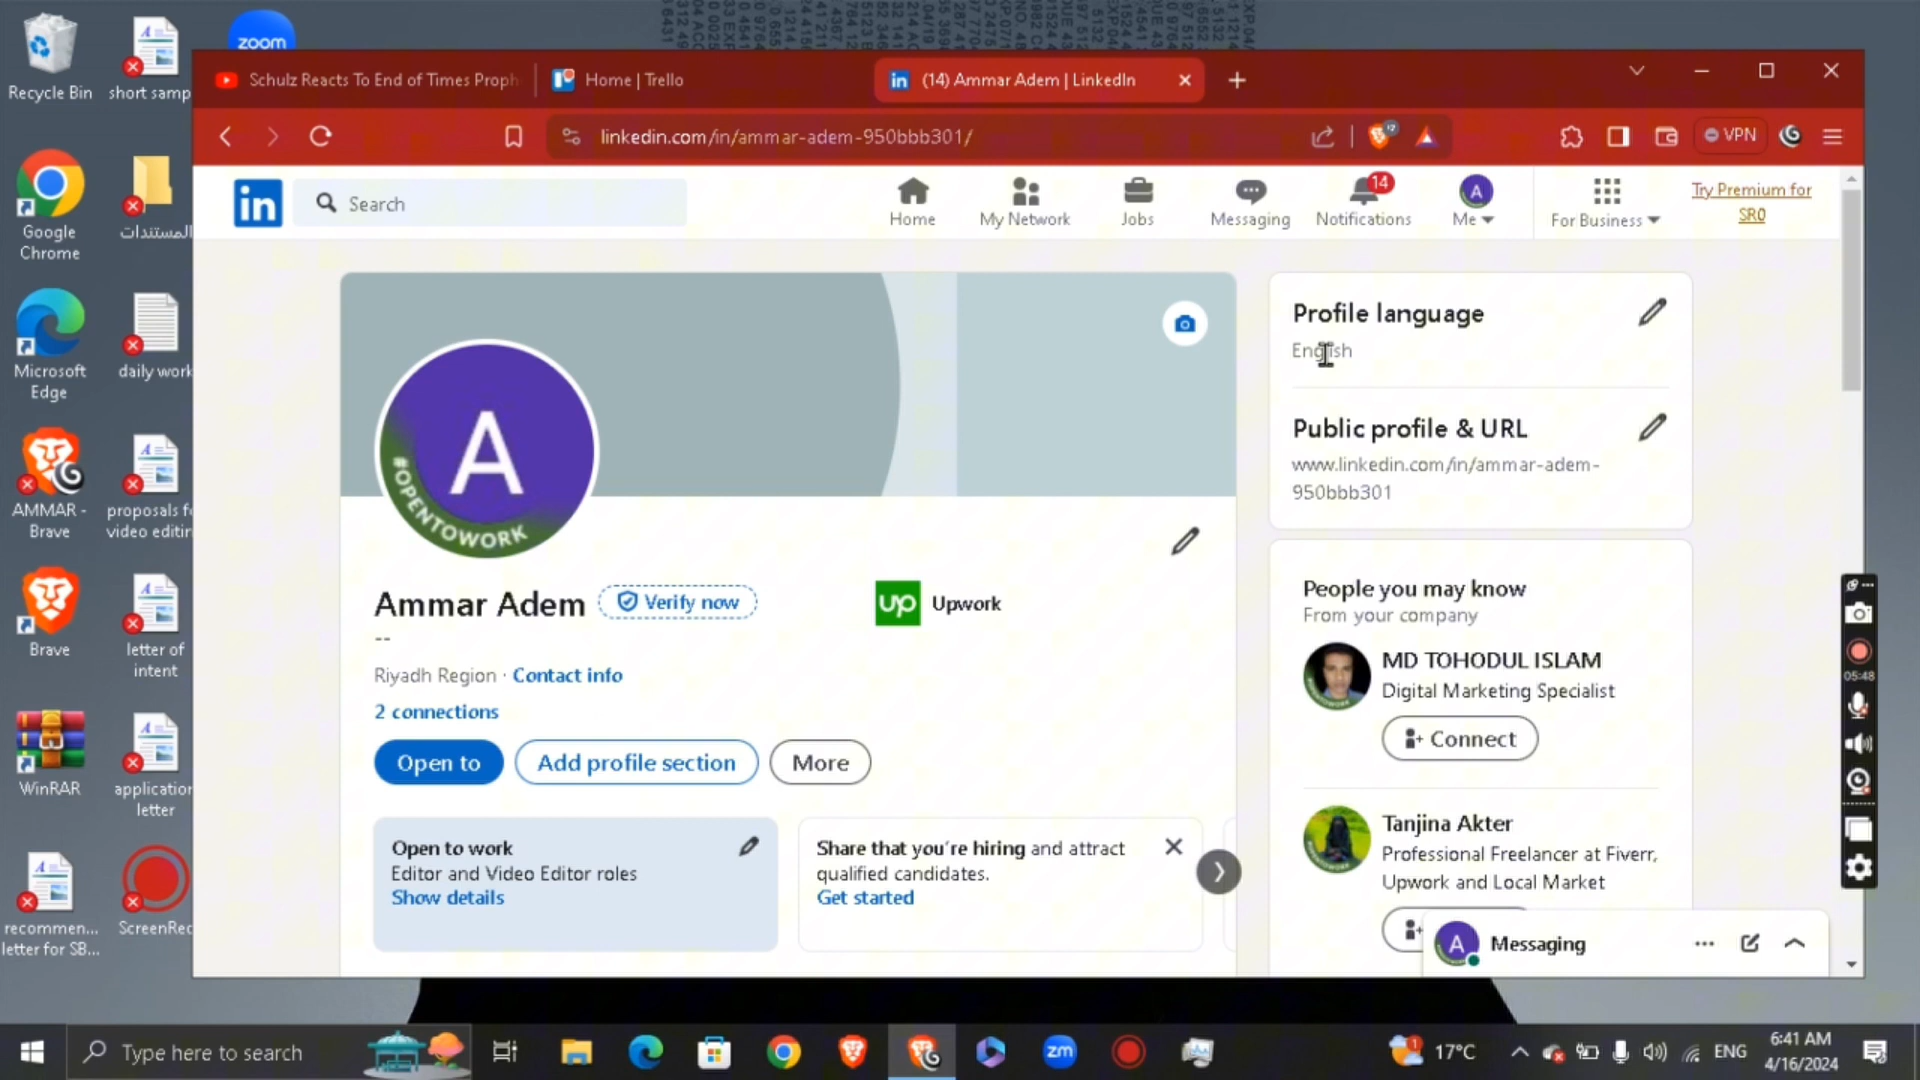 Recycle Bin
short samp
zoom
Schulz Reacts To End of Times Proph
Home | Trello
(14) Ammar Adem | LinkedIn
linkedin.com/in/ammar-adem-950bbb301/
VPN
Google
Chrome
المستندات
in
Search
Home
My Network
Jobs
Messaging
14
Notifications
Me
For Business
Try Premium for
SR0
Microsoft
Edge
daily work
Profile language
English
A
#OPENTOWORK
Public profile & URL
www.linkedin.com/in/ammar-adem-
950bbb301
AMMAR -
Brave
proposals f
video editin
Ammar Adem
Verify now
up
Upwork
--
Riyadh Region · Contact info
2 connections
Open to
Add profile section
More
People you may know
From your company
MD TOHODUL ISLAM
Digital Marketing Specialist
Connect
Brave
letter of
intent
05:48
WinRAR
application
letter
Tanjina Akter
Professional Freelancer at Fiverr,
Upwork and Local Market
Open to work
Editor and Video Editor roles
Show details
Share that you're hiring and attract
qualified candidates.
Get started
recommen...
letter for SB...
ScreenRec
A
Messaging
Type here to search
zm
1
17°C
ENG
6:41 AM
4/16/2024